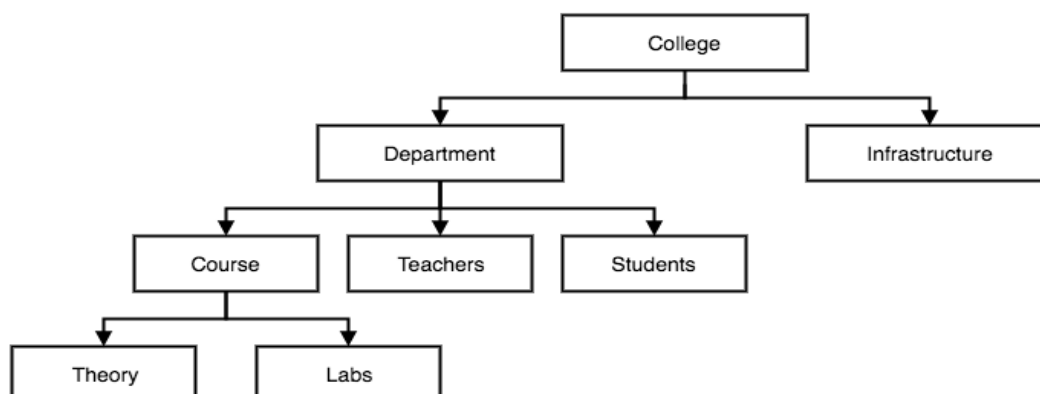 College
Department
Infrastructure
Course
Teachers
Students
Theory
Labs